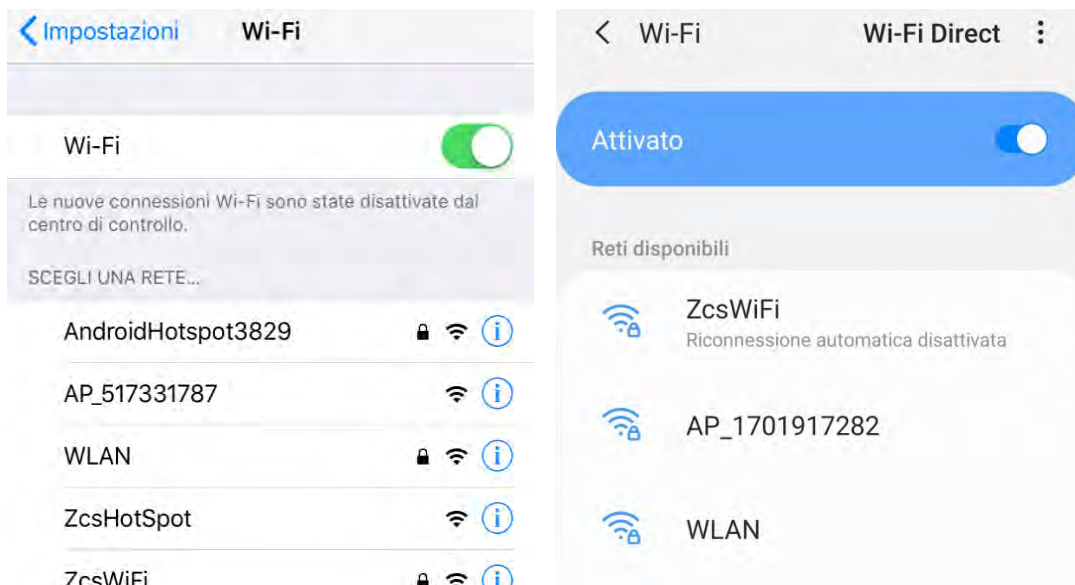 Impostazioni Wi-Fi
Wi-Fi
Le nuove connessioni Wi-Fi sono state disattivate dal
centro di controllo.
SCEGLI UNA RETE...
AndroidHotspot3829
AP_517331787
WLAN
ZcsHotSpot
ZcsWiFi
Wi-Fi Wi-Fi Direct
Attivato
Reti disponibili
ZcsWiFi
Riconnessione automatica disattivata
AP_1701917282
WLAN